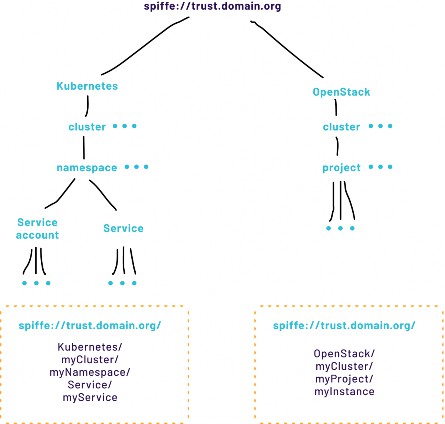 spiffe://trust.domain.org
Kubernetes
OpenStack
cluster
cluster
namespace
project
Service
account
Service
spiffe://trust.domain.org/
Kubernetes/
myCluster/
myNamespace/
Service/
myService
spiffe://trust.domain.org/
OpenStack/
myCluster/
myProject/
myInstance